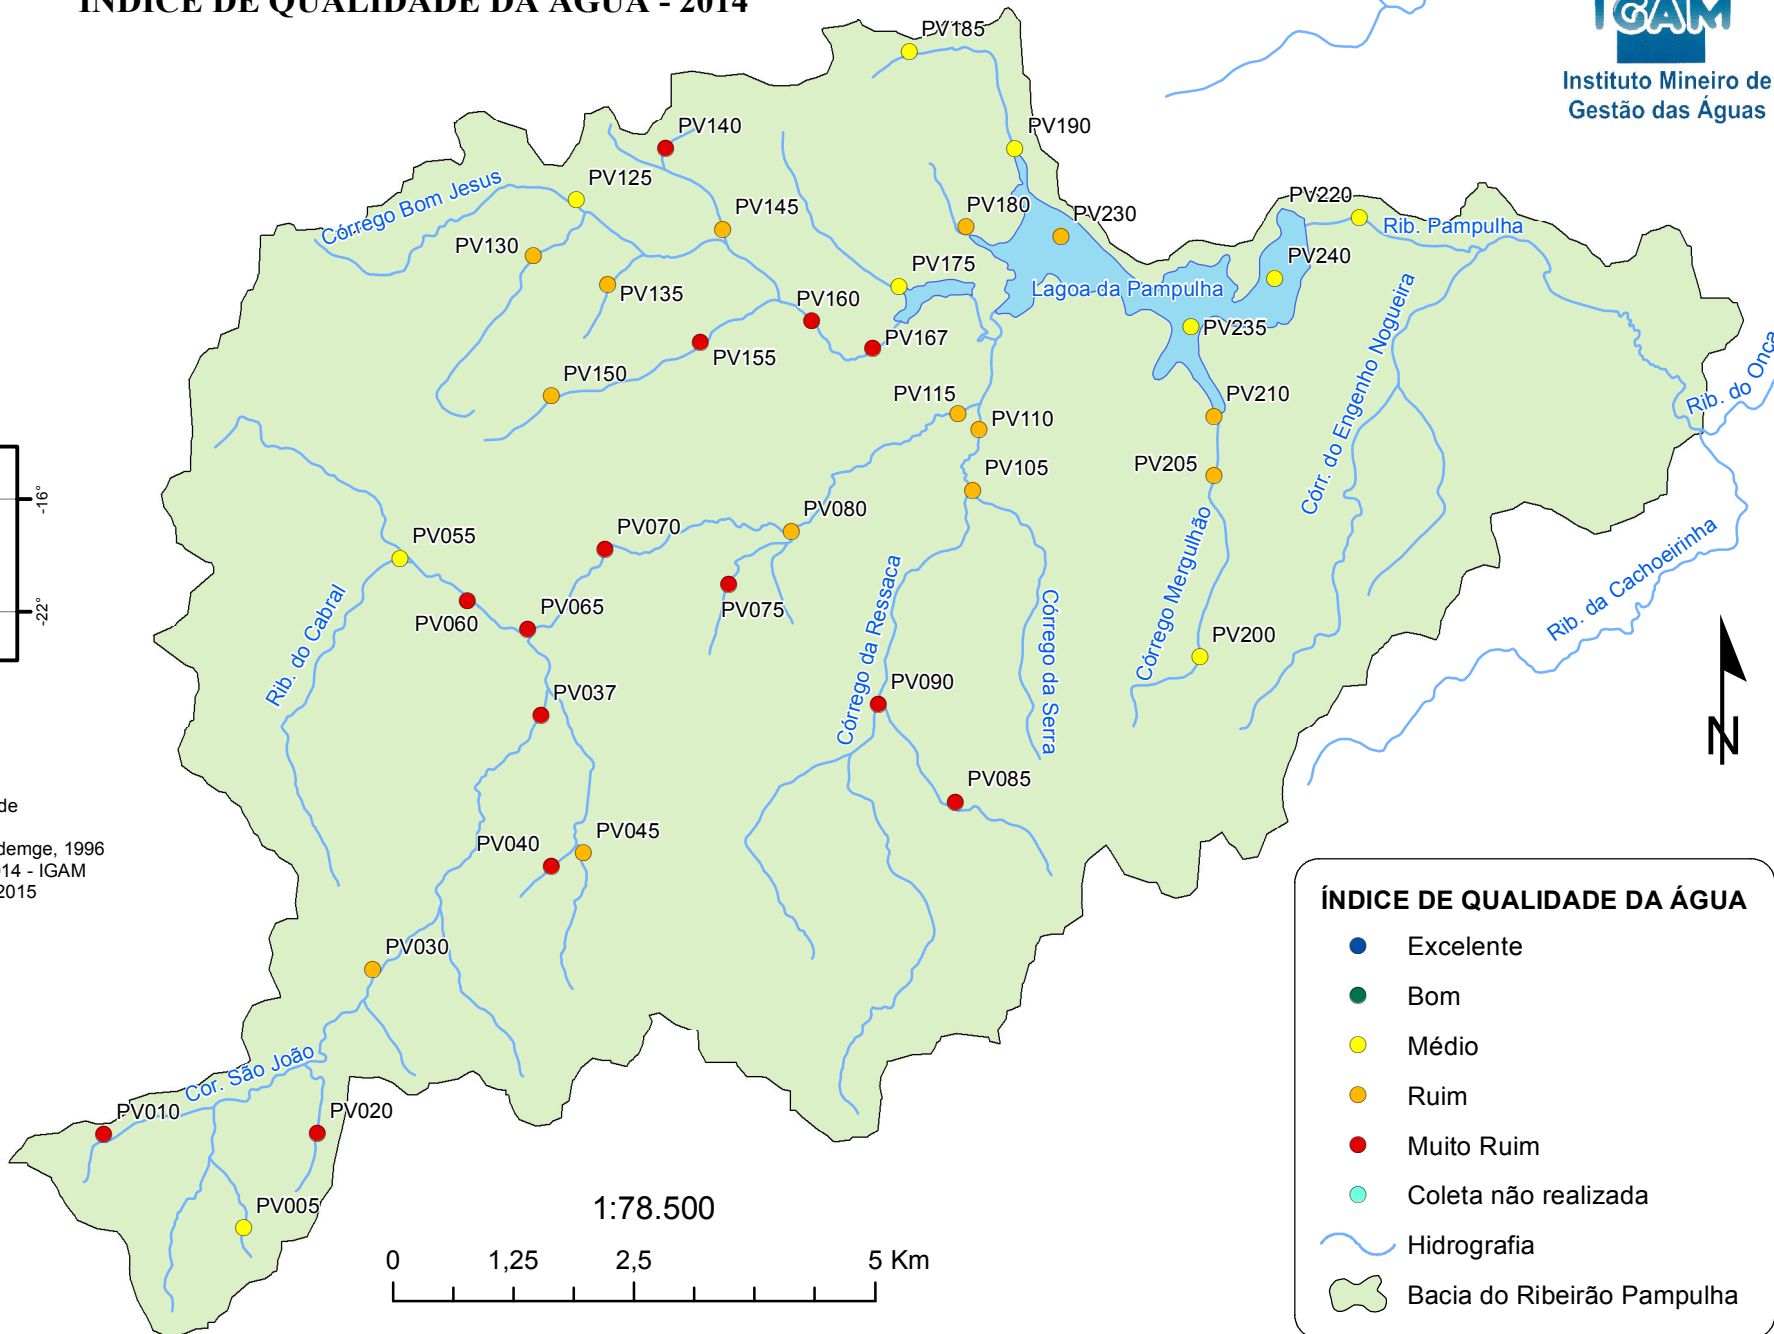 ÍNDICE DE QUALIDADE DA ÁGUA - 2014
IGAM
Instituto Mineiro de
Gestão das Águas
PV185
PV140
PV190
PV125
PV220
PV145
PV180
PV230
Córrego Bom Jesus
Rib. Pampulha
PV130
PV240
PV175
PV135
Lagoa da Pampulha
PV160
PV235
PV167
PV155
Córr. do Engenho Nogueira
PV150
PV115
PV210
PV110
Rib. do Onça
PV205
PV105
-16°
PV080
PV070
PV055
Rib. da Cachoeirinha
Córrego Mergulhão
-22°
PV075
PV065
PV060
Rib. do Cabral
Córrego da Ressaca
Córrego da Serra
PV200
PV090
PV037
PV085
de
PV045
PV040
demge, 1996
14 - IGAM
2015
PV030
Cor. São João
PV010
PV020
PV005
1:78.500
0 1,25 2,5 5 Km
N
ÍNDICE DE QUALIDADE DA ÁGUA
Excelente
Bom
Médio
Ruim
Muito Ruim
Coleta não realizada
Hidrografia
Bacia do Ribeirão Pampulha